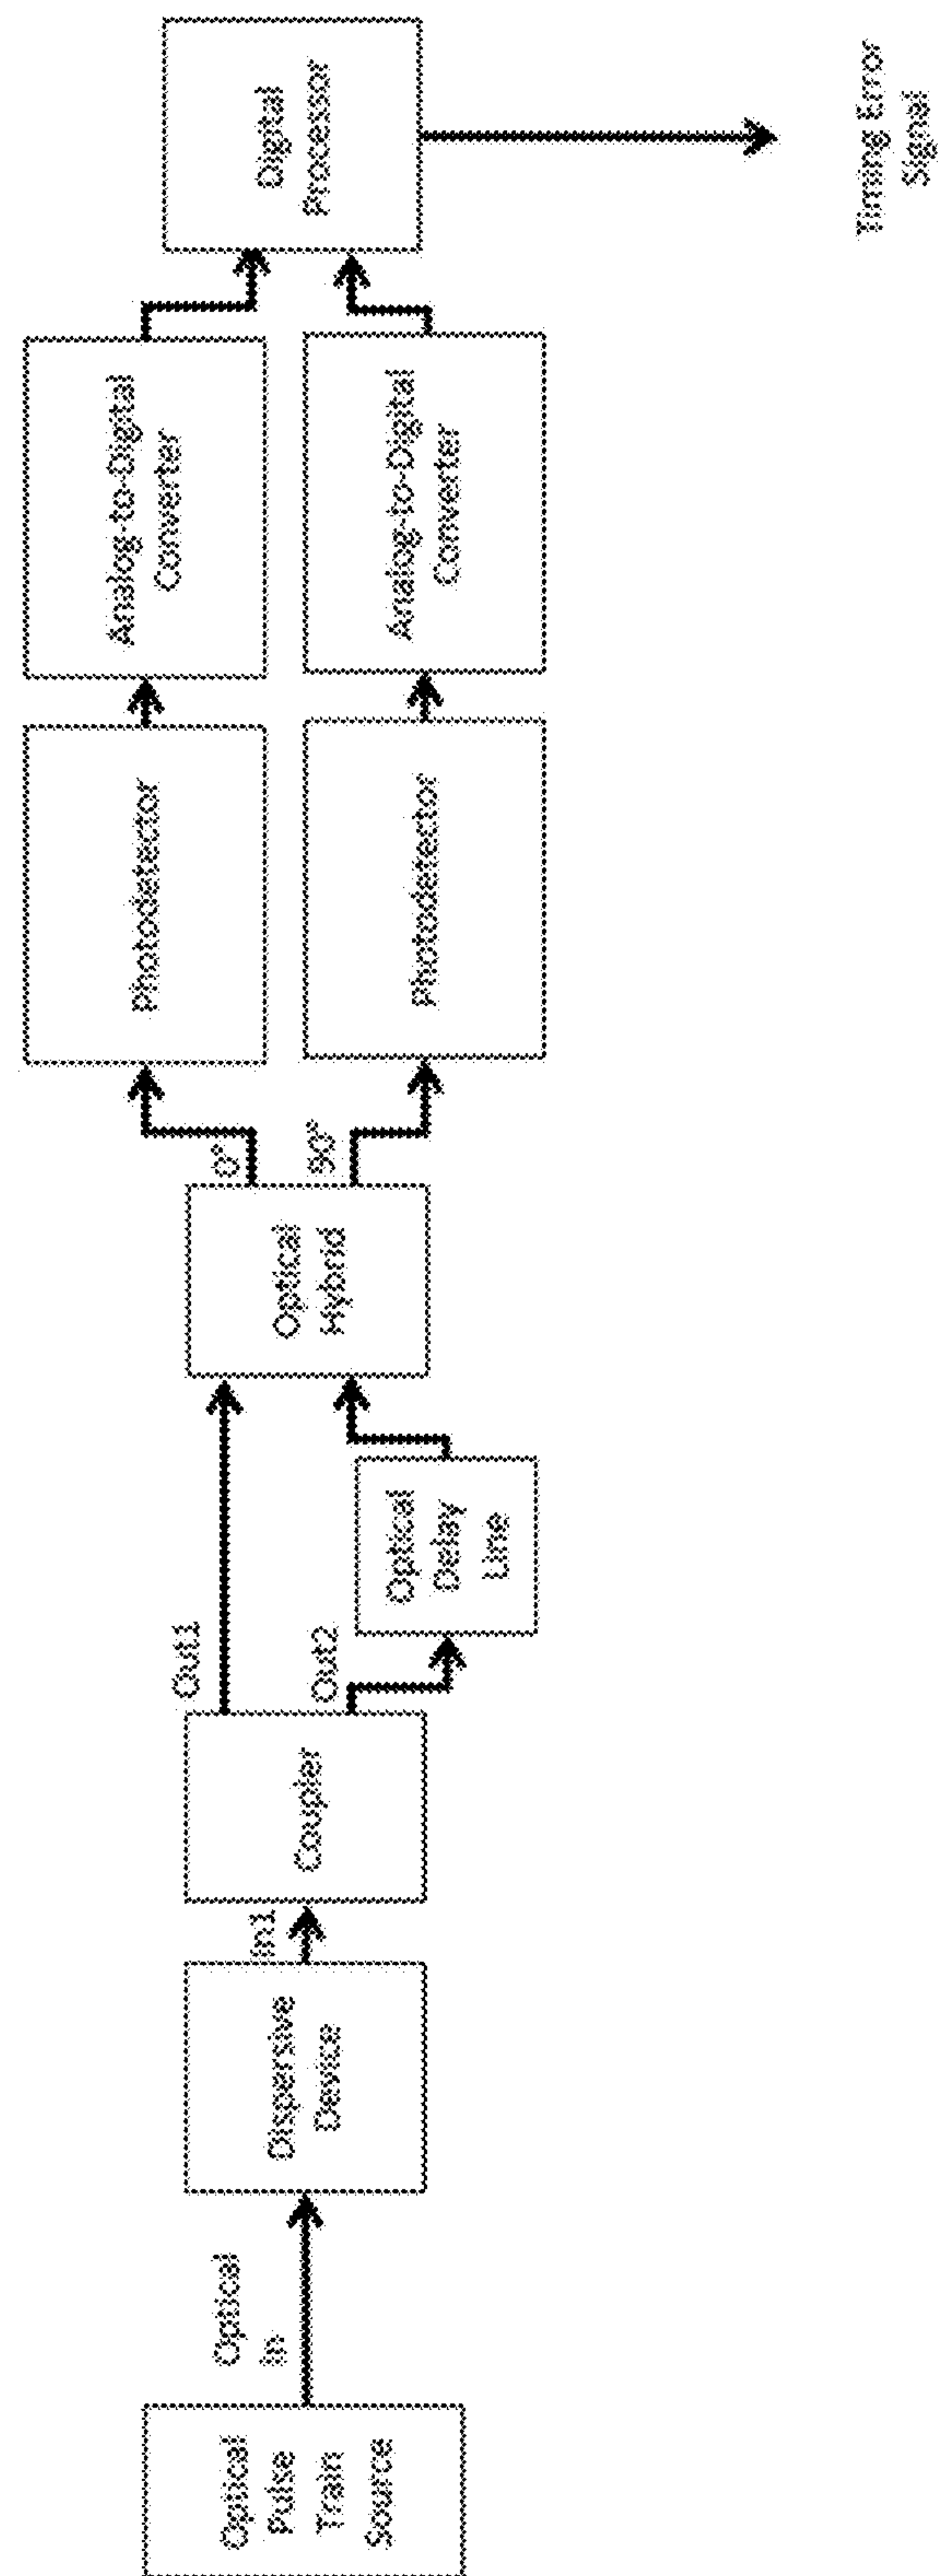 Optical
Pulse
Train
Source
Optical
In
Dispersive
Device
In1
Coupler
Out1
Out2
Optical
Delay
Line
Optical
Hybrid
0°
90°
Photodetector
Photodetector
Analog-to-Digital
Converter
Analog-to-Digital
Converter
Digital
Processor
Timing Error
Signal